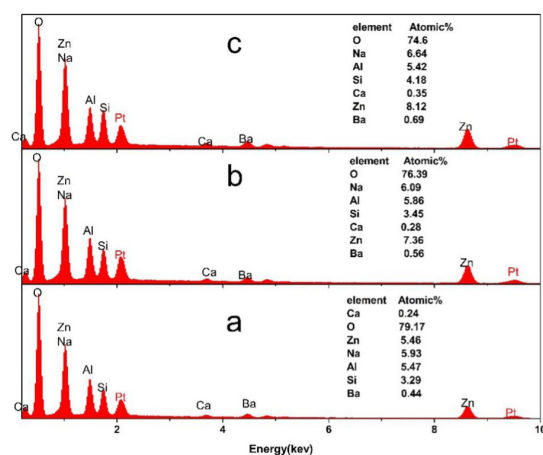 c
O
Zn
Na
Al
Si
Pt
Ca
Ca
Ba
Zn
Pt
element Atomic%
O 74.6
Na 6.64
Al 5.42
Si 4.18
Ca 0.35
Zn 8.12
Ba 0.69
b
O
Zn
Na
Al
Si
Pt
Ca
Ca
Ba
Zn
Pt
element Atomic%
O 76.39
Na 6.09
Al 5.86
Si 3.45
Ca 0.28
Zn 7.36
Ba 0.56
a
O
Zn
Na
Al
Si
Pt
Ca
Ca
Ba
Zn
Pt
element Atomic%
Ca 0.24
O 79.17
Zn 5.46
Na 5.93
Al 5.47
Si 3.29
Ba 0.44
2 4 6 8 10
Energy(kev)